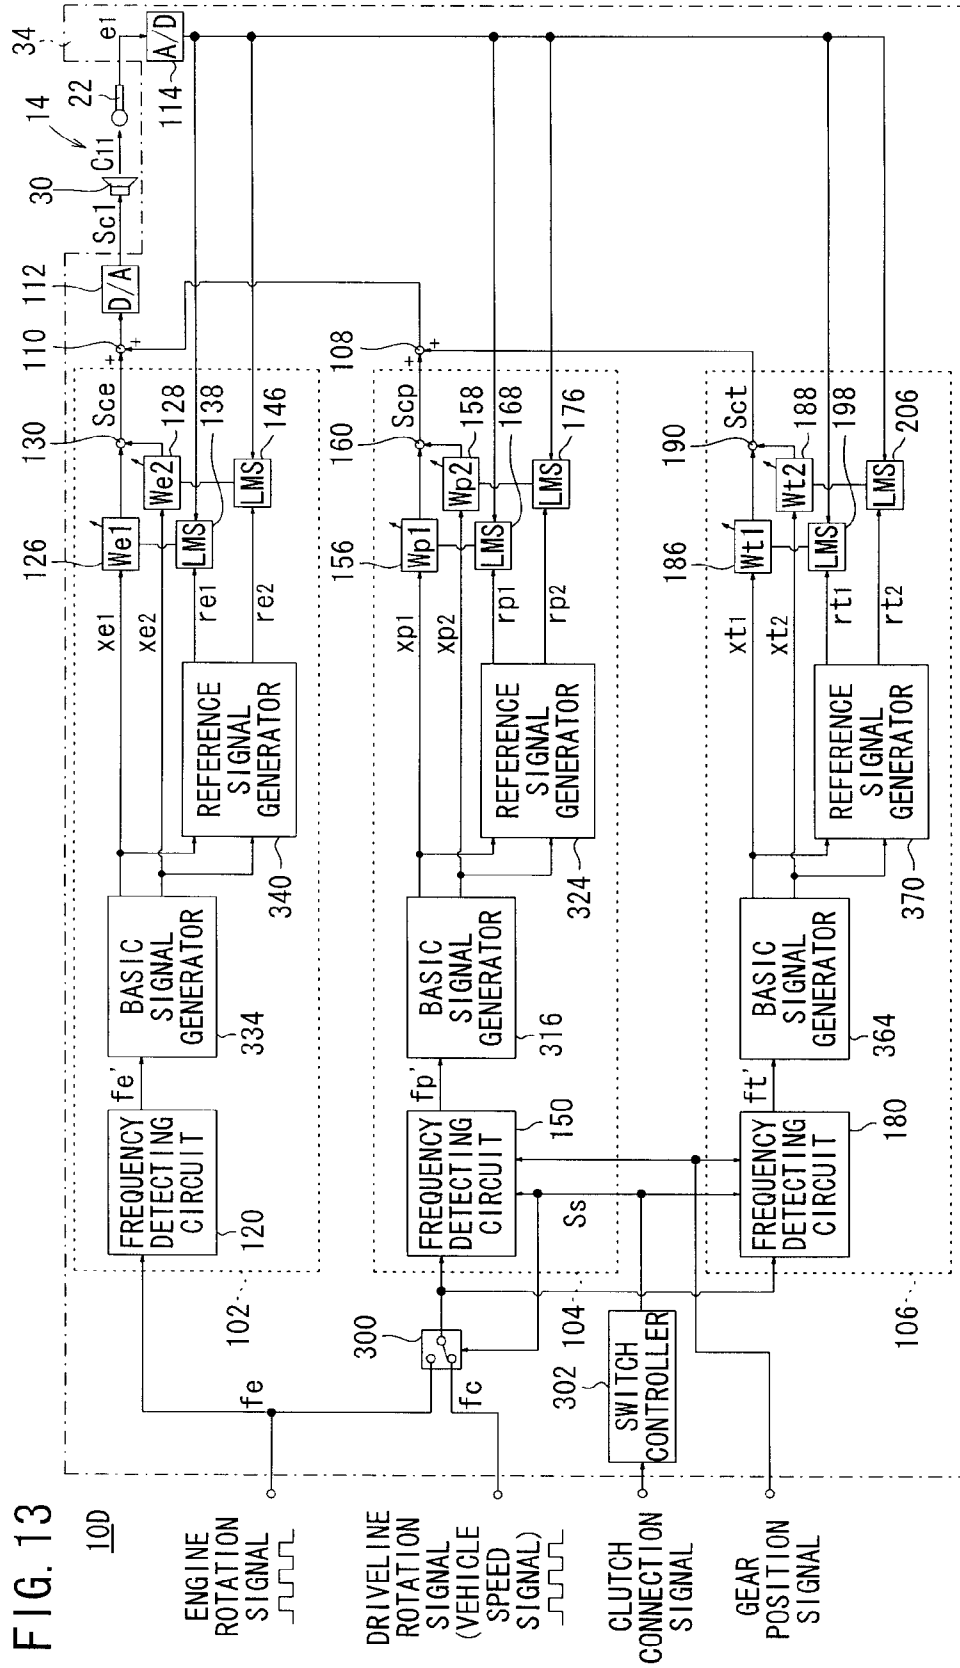 FIG. 13
10D
ENGINE
ROTATION
SIGNAL
DRIVELINE
ROTATION
SIGNAL
(VEHICLE
SPEED
SIGNAL)
CLUTCH
CONNECTION
SIGNAL
GEAR
POSITION
SIGNAL
fe
fc
300
302
SWITCH
CONTROLLER
Ss
102
104
106
FREQUENCY
DETECTING
CIRCUIT
120
fe'
BASIC
SIGNAL
GENERATOR
334
REFERENCE
SIGNAL
GENERATOR
340
xe1
xe2
re1
re2
126
We1
We2
128
LMS
138
LMS
146
130
Sce
110
+
+
112
D/A
Sc1
30
C11
14
22
e1
34
A/D
114
FREQUENCY
DETECTING
CIRCUIT
150
fp'
BASIC
SIGNAL
GENERATOR
316
REFERENCE
SIGNAL
GENERATOR
324
xp1
xp2
rp1
rp2
156
Wp1
Wp2
158
LMS
168
LMS
176
160
Scp
108
+
+
FREQUENCY
DETECTING
CIRCUIT
180
ft'
BASIC
SIGNAL
GENERATOR
364
REFERENCE
SIGNAL
GENERATOR
370
xt1
xt2
rt1
rt2
186
Wt1
Wt2
188
LMS
198
LMS
206
190
Sct